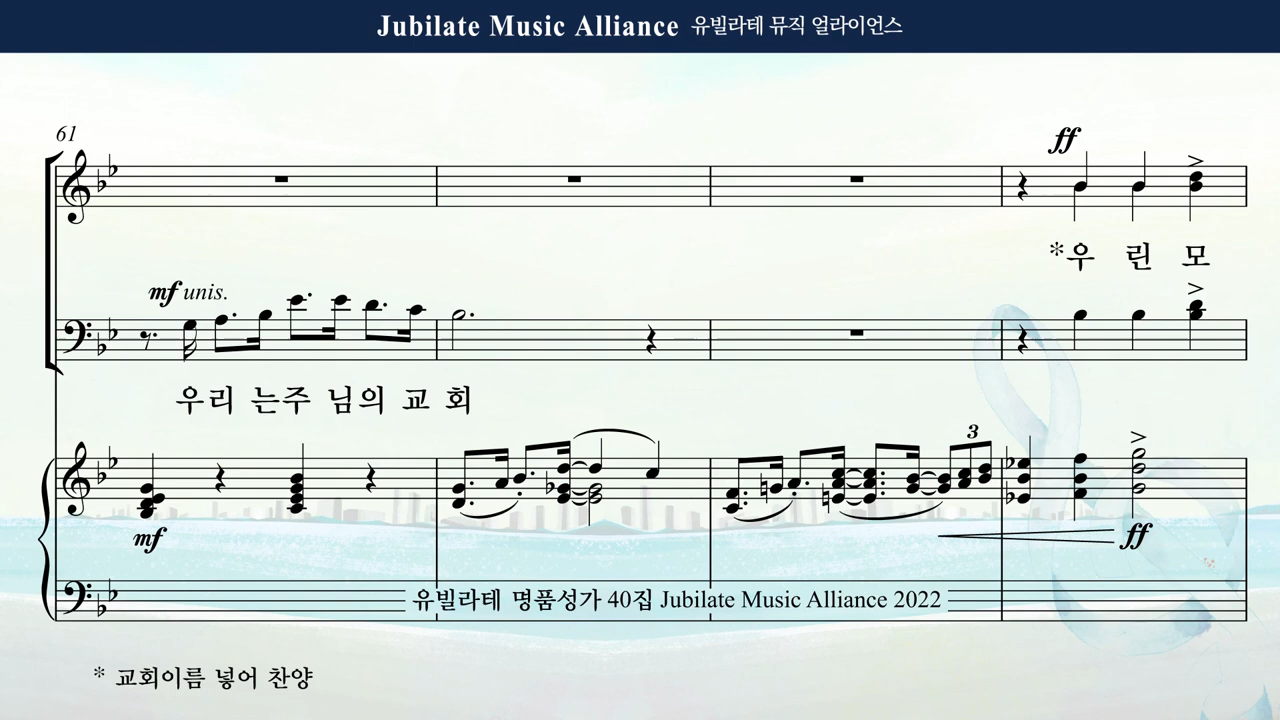 Jubilate Music Alliance 유빌라테 뮤직 얼라이언스
61
ff
*우 린 모
mf unis.
우리 는주 님의 교 회
3
mf
ff
유빌라테 명품성가 40집 Jubilate Music Alliance 2022
* 교회이름 넣어 찬양